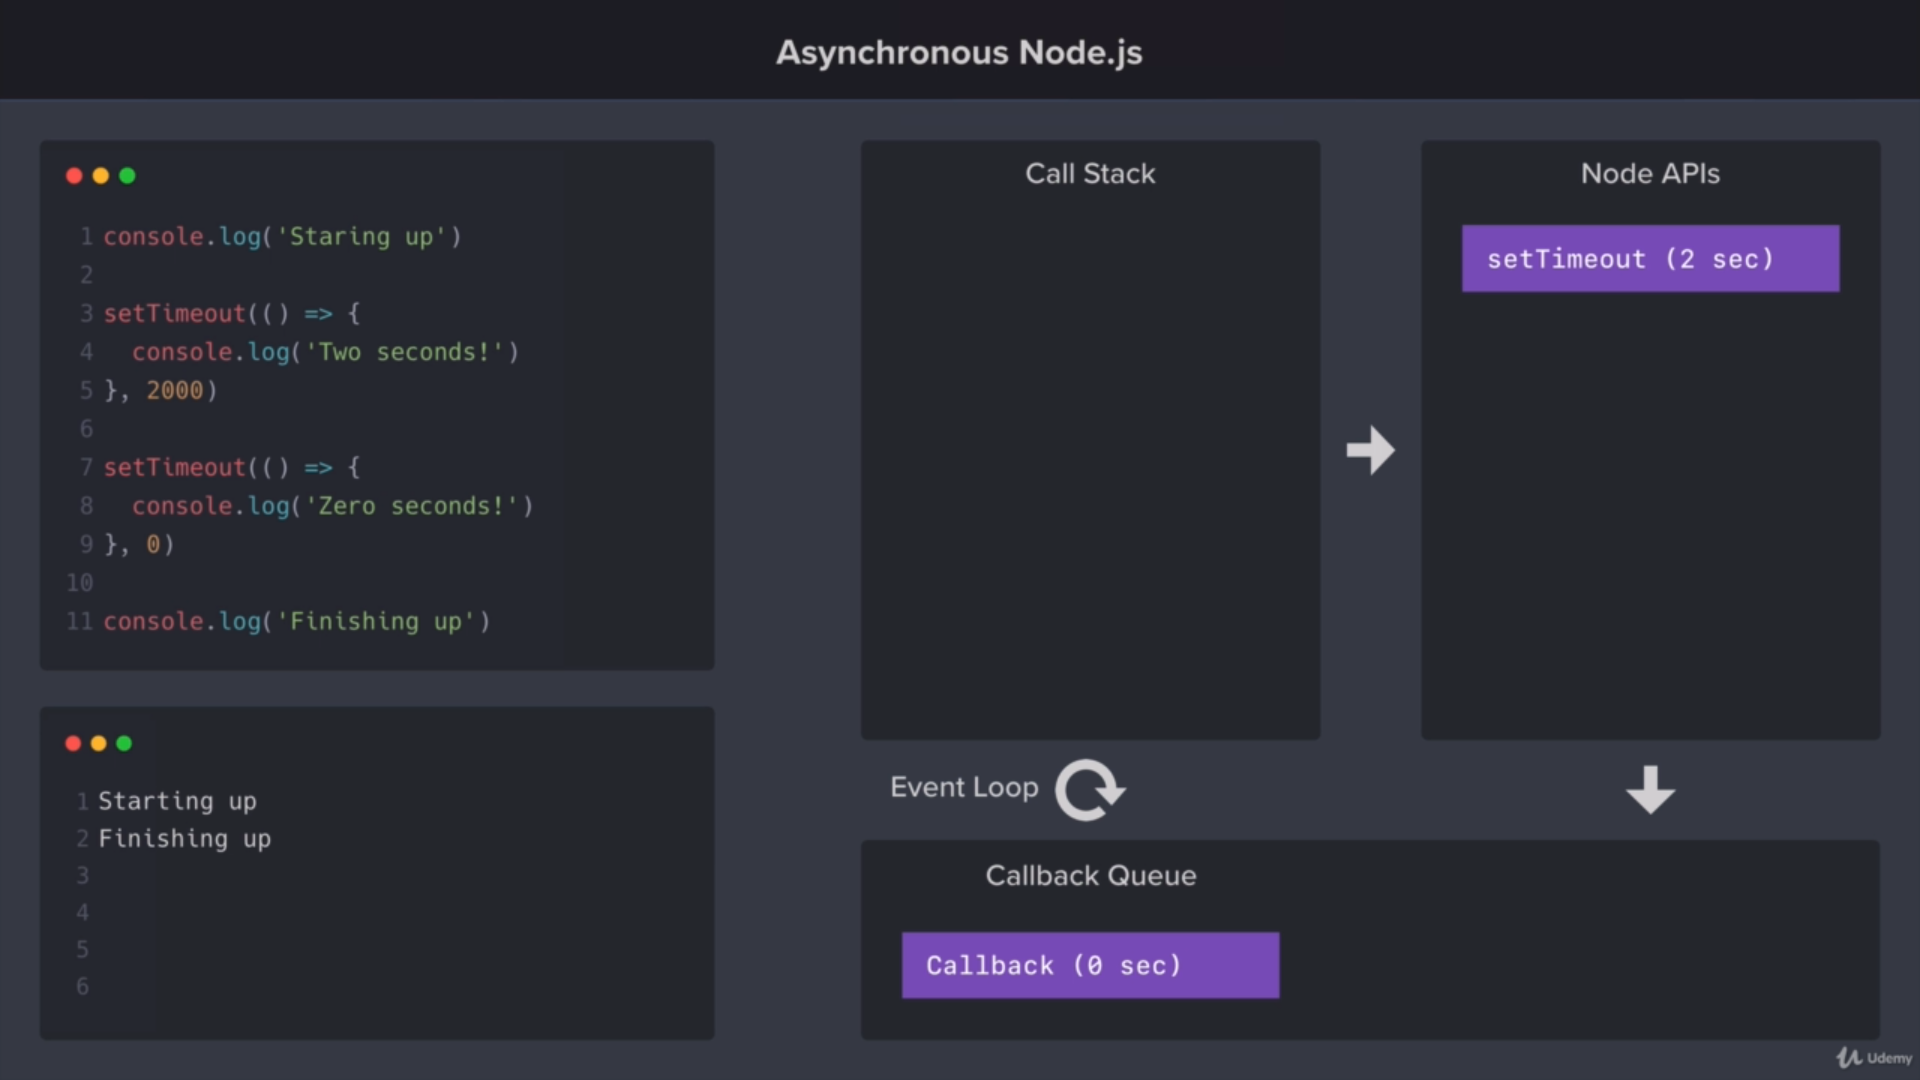 Asynchronous Node.js
1 console.log('Staring up')
2
3 setTimeout(() => {
4   console.log('Two seconds!')
5 }, 2000)
6
7 setTimeout(() => {
8   console.log('Zero seconds!')
9 }, 0)
10
11 console.log('Finishing up')
1 Starting up
2 Finishing up
3
4
5
6
Call Stack
Node APIs
setTimeout (2 sec)
Event Loop
Callback Queue
Callback (0 sec)
Udemy